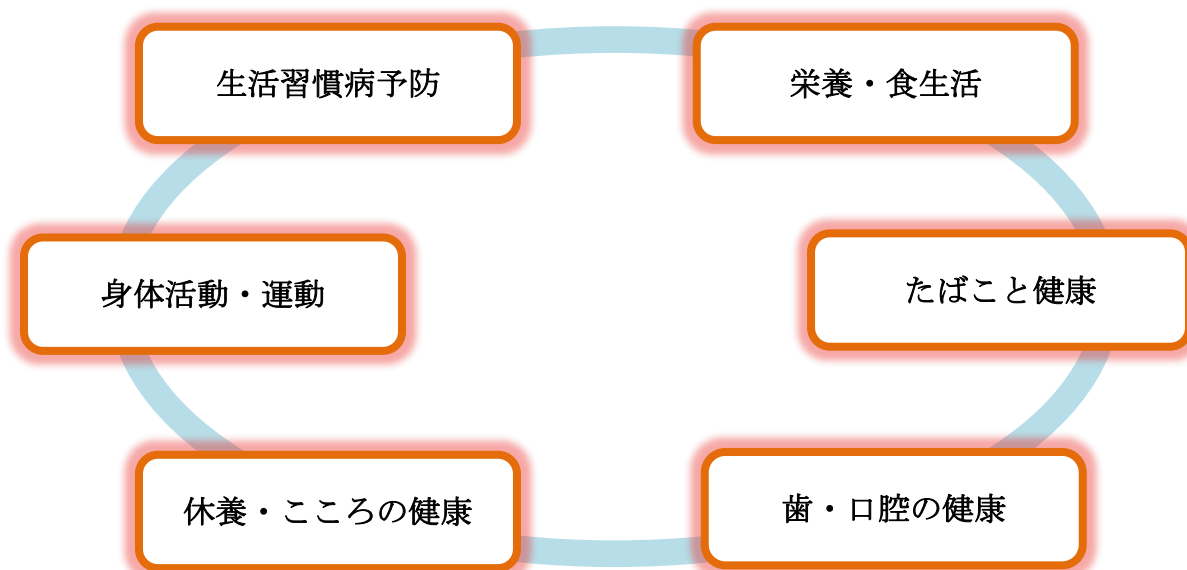 生活習慣病予防
栄養・食生活
身体活動・運動
たばこと健康
休養・こころの健康
歯・口腔の健康